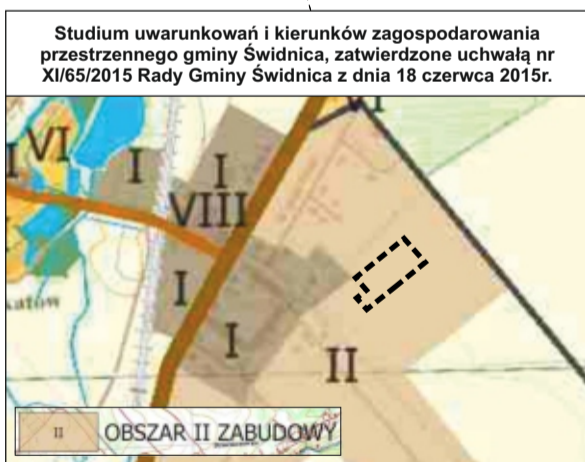 Studium uwarunkowań i kierunków zagospodarowania
przestrzennego gminy Świdnica, zatwierdzone uchwałą nr
XI/65/2015 Rady Gminy Świdnica z dnia 18 czerwca 2015r.
VI
VI
I
I
I
VIII
I
I
II
II OBSZAR II ZABUDOWY